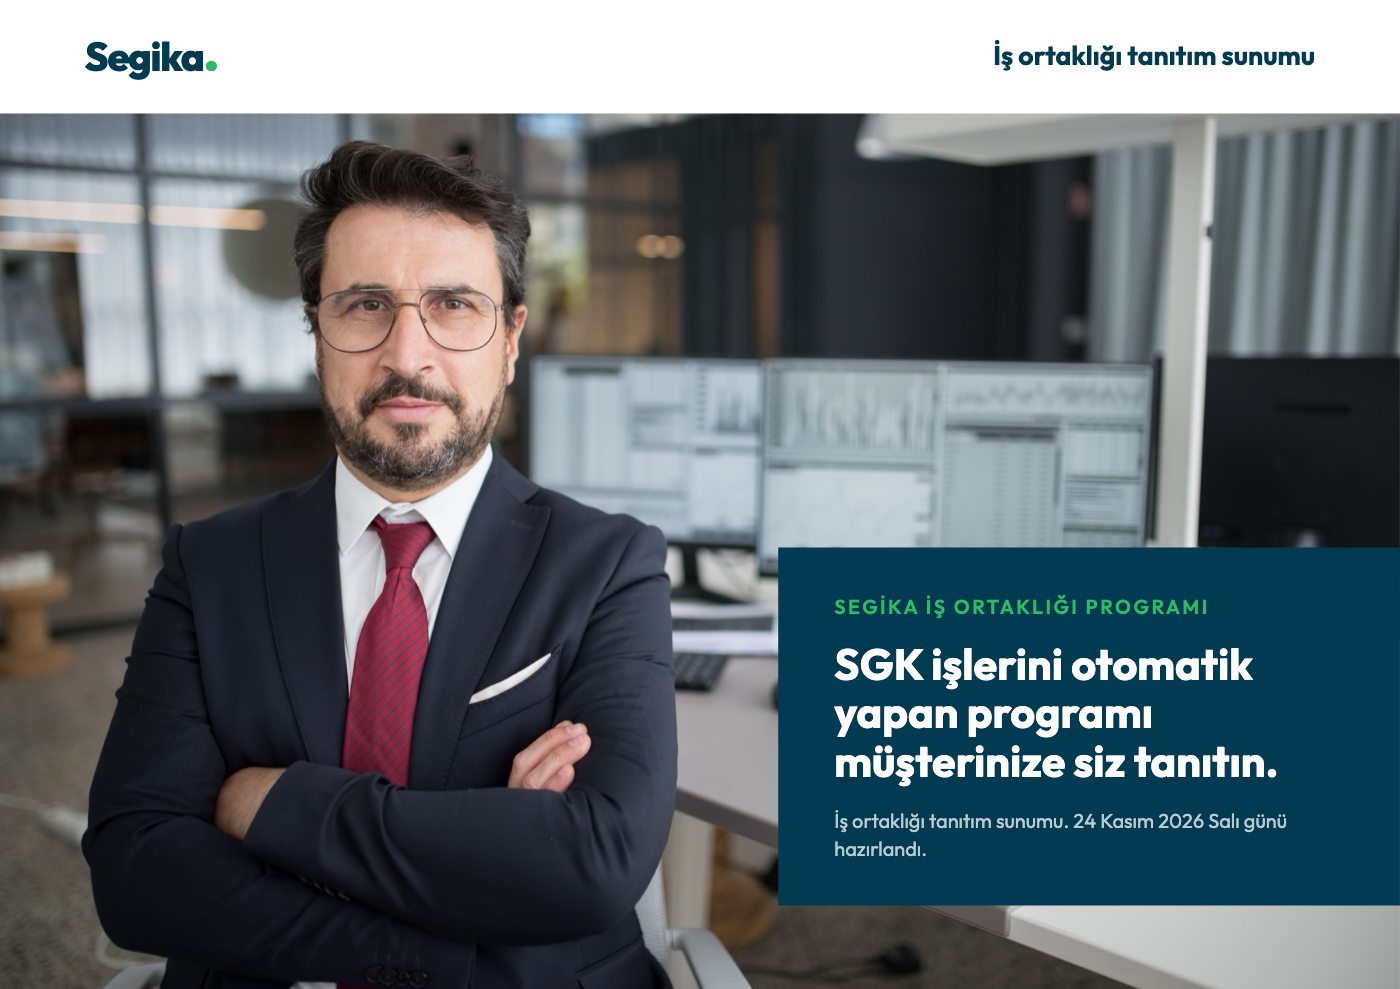 Segika.
İş ortaklığı tanıtım sunumu
SEGİKA İŞ ORTAKLIĞI PROGRAMI
SGK işlerini otomatik
yapan programı
müşterinize siz tanıtın.
İş ortaklığı tanıtım sunumu. 24 Kasım 2026 Salı günü
hazırlandı.